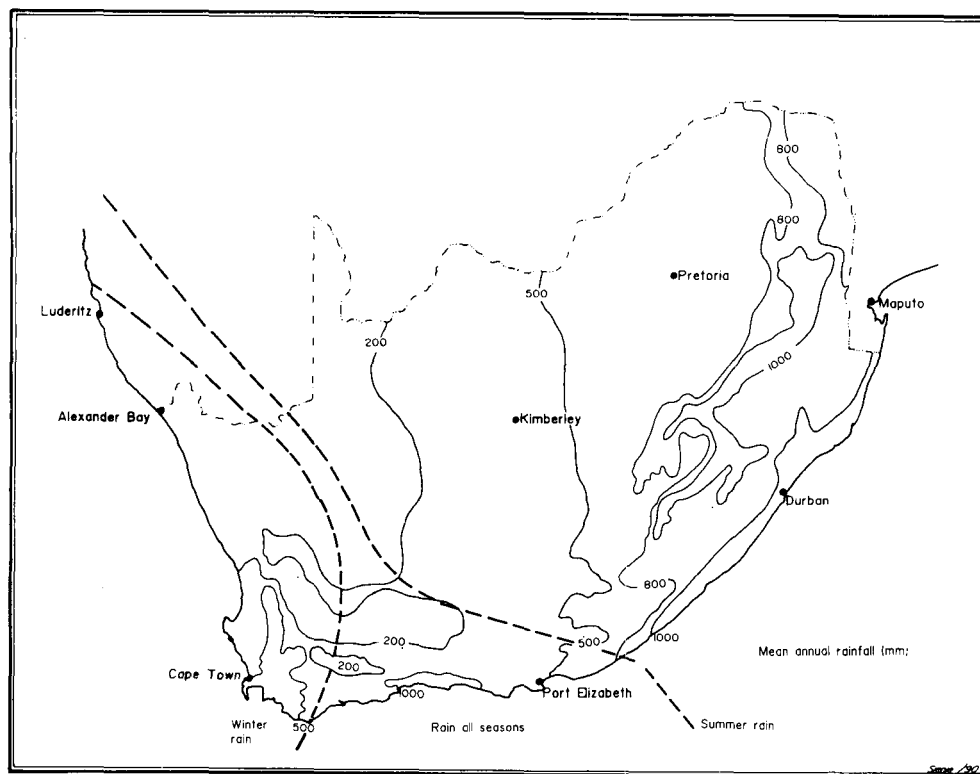 800
800
Pretoria
500
Maputo
Luderitz
200
1000
Alexander Bay
Kimberley
Durban
800
200
500
1000
Mean annual rainfall (mm;
200
Cape Town
1000
Port Elizabeth
500
Winter
rain
Rain all seasons
Summer rain